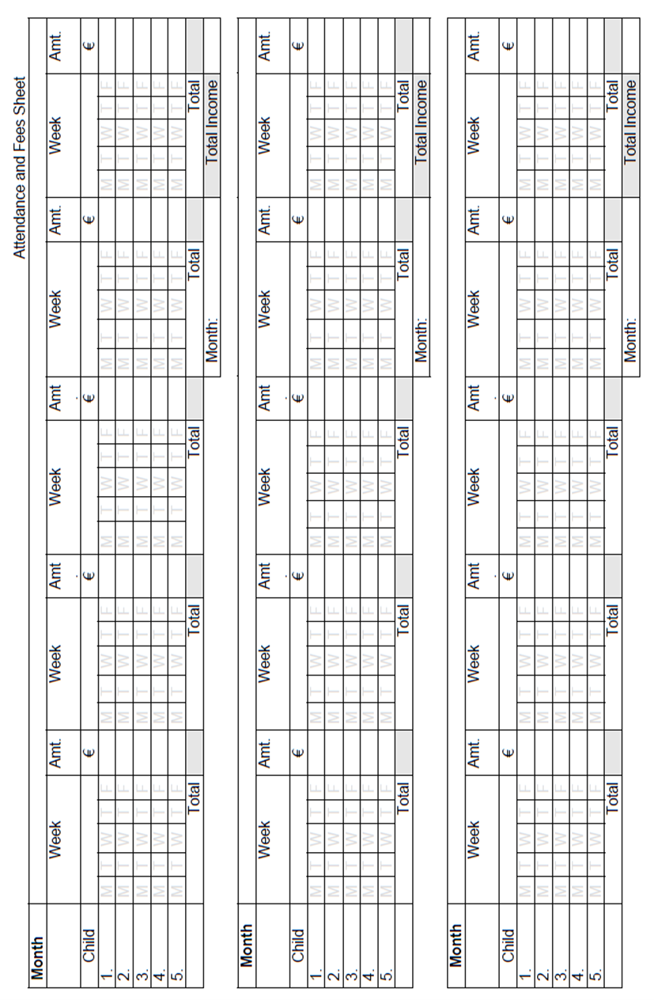 Attendance and Fees Sheet
Month
Week Amt. Week Amt Week Amt Week Amt. Week Amt.
. .
Child € € € € €
1. M T W T F M T W T F M T W T F M T W T F M T W T F
2. M T W T F M T W T F M T W T F M T W T F M T W T F
3. M T W T F M T W T F M T W T F M T W T F M T W T F
4. M T W T F M T W T F M T W T F M T W T F M T W T F
5. M T W T F M T W T F M T W T F M T W T F M T W T F
Total Total Total Total Total
Month: Total Income
Month
Week Amt. Week Amt Week Amt Week Amt. Week Amt.
. .
Child € € € € €
1. M T W T F M T W T F M T W T F M T W T F M T W T F
2. M T W T F M T W T F M T W T F M T W T F M T W T F
3. M T W T F M T W T F M T W T F M T W T F M T W T F
4. M T W T F M T W T F M T W T F M T W T F M T W T F
5. M T W T F M T W T F M T W T F M T W T F M T W T F
Total Total Total Total Total
Month: Total Income
Month
Week Amt. Week Amt Week Amt Week Amt. Week Amt.
. .
Child € € € € €
1. M T W T F M T W T F M T W T F M T W T F M T W T F
2. M T W T F M T W T F M T W T F M T W T F M T W T F
3. M T W T F M T W T F M T W T F M T W T F M T W T F
4. M T W T F M T W T F M T W T F M T W T F M T W T F
5. M T W T F M T W T F M T W T F M T W T F M T W T F
Total Total Total Total Total
Month: Total Income